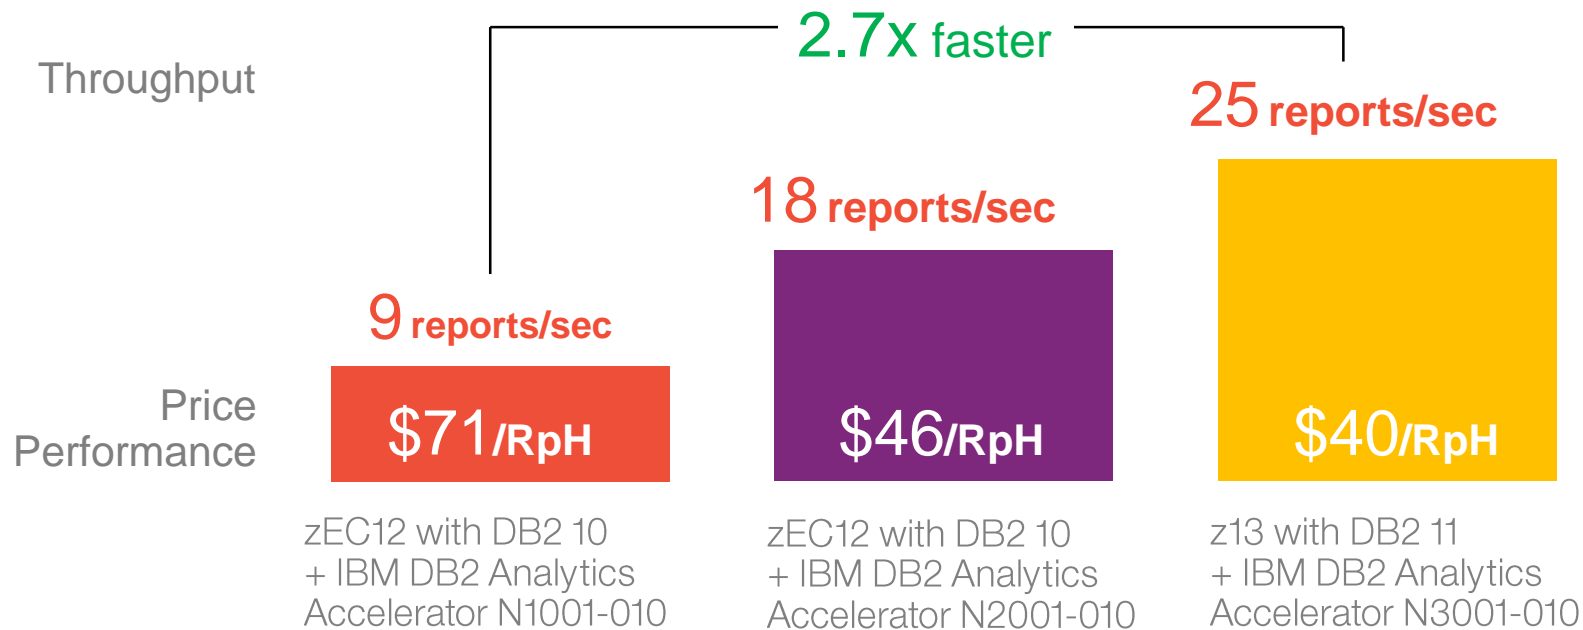 2.7x faster
Throughput
25 reports/sec
18 reports/sec
9 reports/sec
Price
Performance
$71/RpH
$46/RpH
$40/RpH
zEC12 with DB2 10
+ IBM DB2 Analytics
Accelerator N1001-010
zEC12 with DB2 10
+ IBM DB2 Analytics
Accelerator N2001-010
z13 with DB2 11
+ IBM DB2 Analytics
Accelerator N3001-010